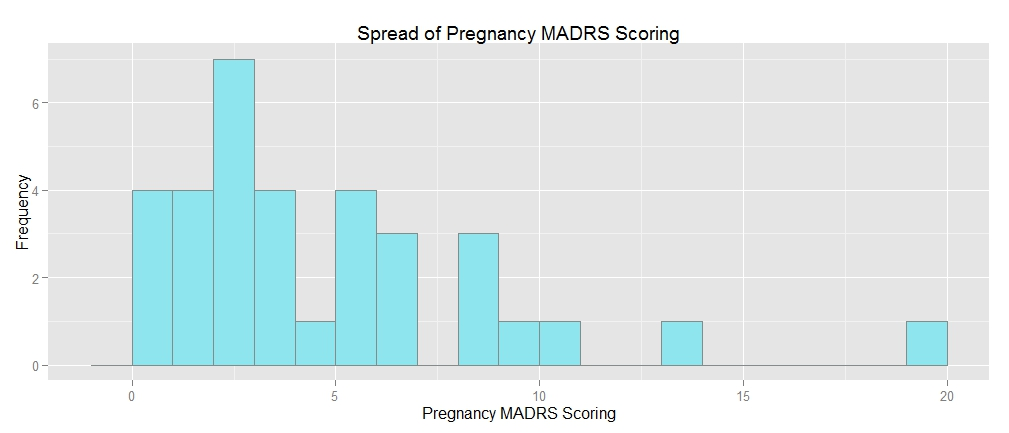 Spread of Pregnancy MADRS Scoring
Frequency
6
4
2
0
0 5 10 15 20
Pregnancy MADRS Scoring